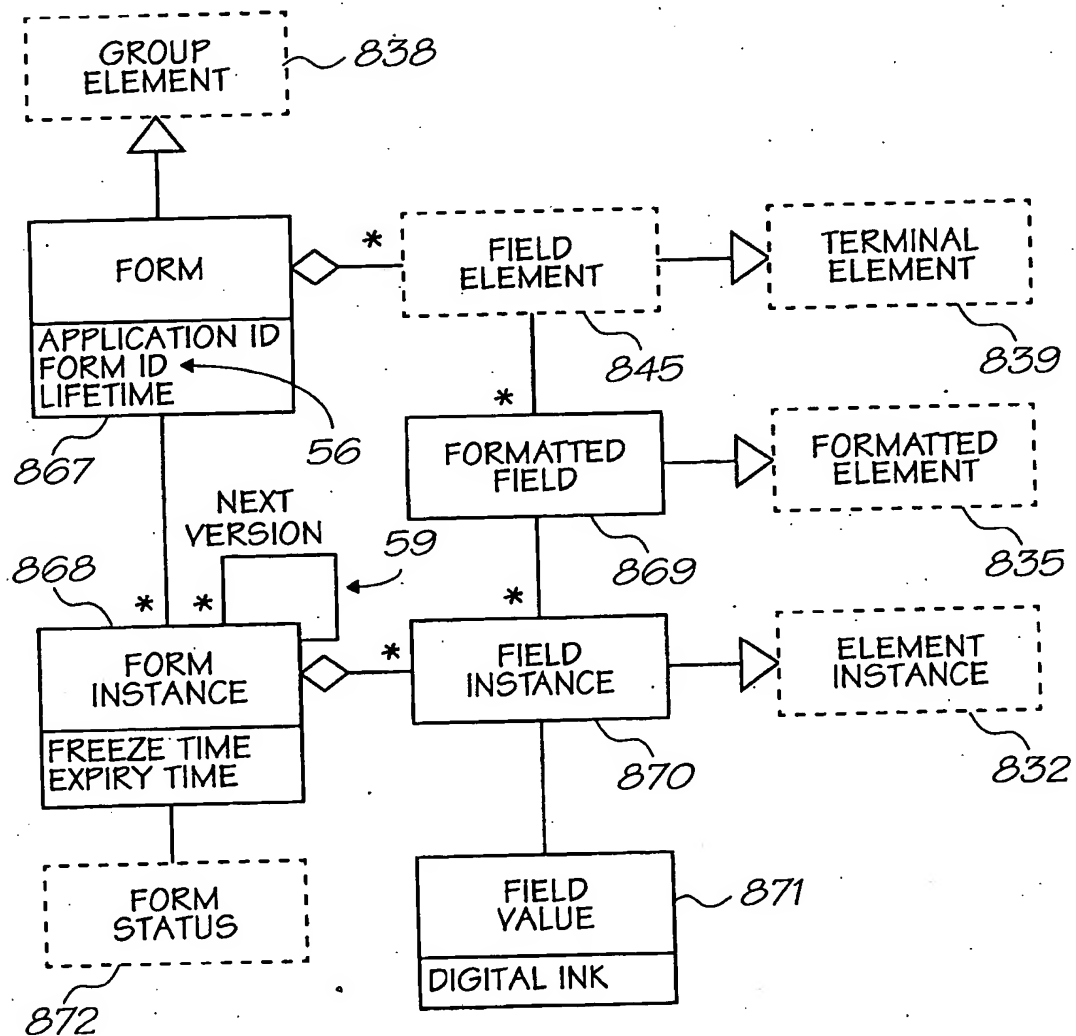 GROUP
ELEMENT
838
FORM
APPLICATION ID
FORM ID
LIFETIME
867
56
*
FIELD
ELEMENT
845
TERMINAL
ELEMENT
839
*
FORMATTED
FIELD
869
FORMATTED
ELEMENT
835
NEXT
VERSION
59
868
* *
FORM
INSTANCE
FREEZE TIME
EXPIRY TIME
*
*
FIELD
INSTANCE
870
ELEMENT
INSTANCE
832
FORM
STATUS
872
FIELD
VALUE
DIGITAL INK
871